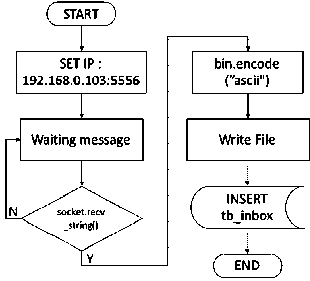 START
SET IP :
192.168.0.103:5556
Waiting message
N
socket.recv
_string()
Y
bin.encode
("ascii")
Write File
INSERT
tb_inbox
END